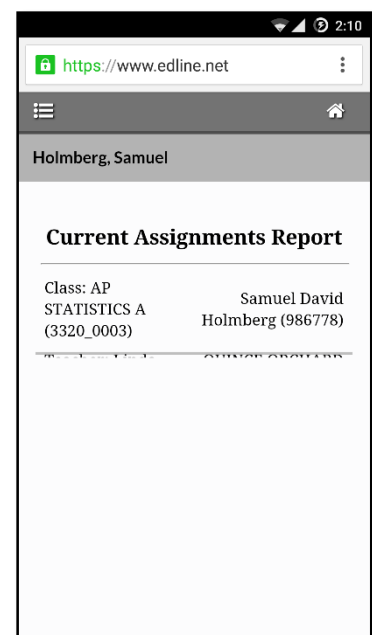 2:10
https://www.edline.net
Holmberg, Samuel
Current Assignments Report
Class: AP
STATISTICS A
(3320_0003)
Samuel David
Holmberg (986778)